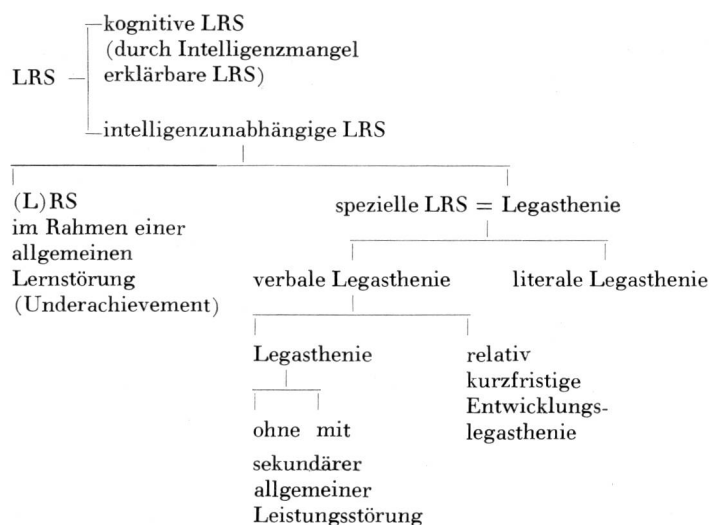 kognitive LRS
(durch Intelligenzmangel
LRS erklärbare LRS)
intelligenzunabhängige LRS
(L)RS
im Rahmen einer
allgemeinen
Lernstörung
(Underachievement)
spezielle LRS = Legasthenie
verbale Legasthenie
literale Legasthenie
Legasthenie
ohne mit
sekundärer
allgemeiner
Leistungsstörung
relativ
kurzfristige
Entwicklungs-
legasthenie